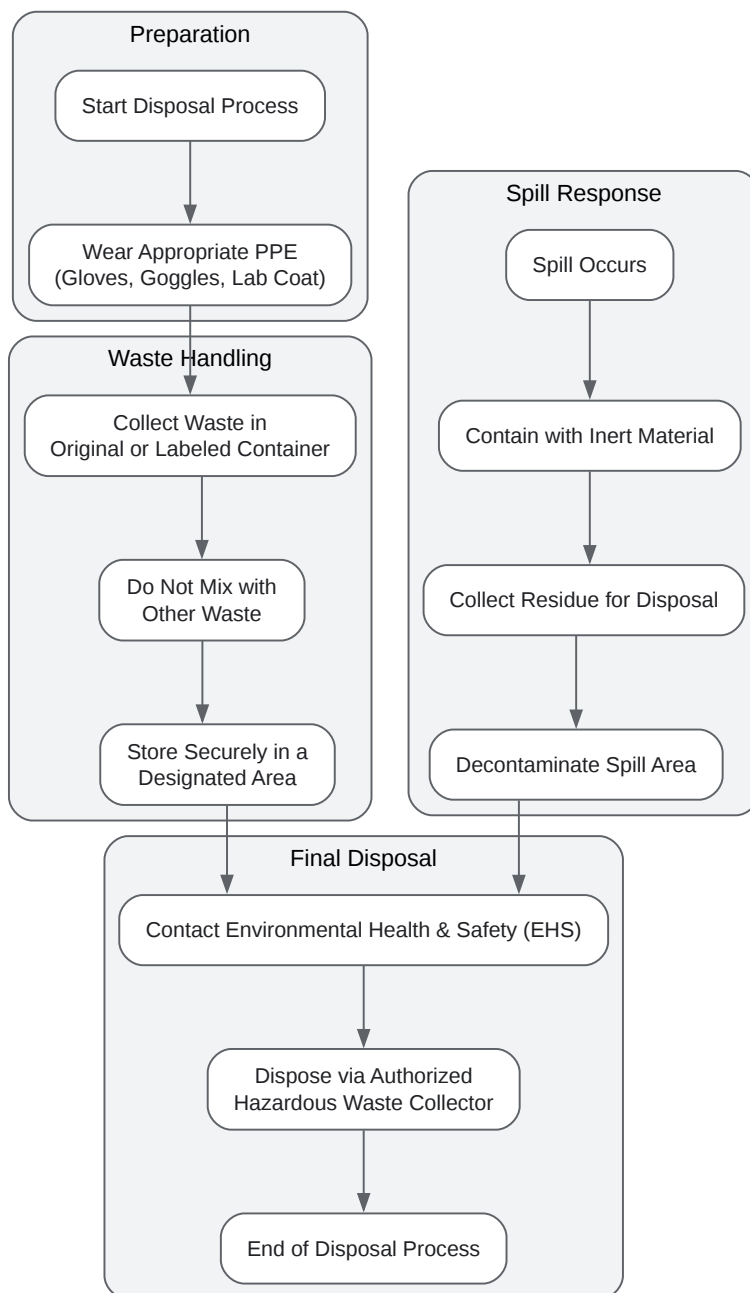 Preparation
Start Disposal Process
Wear Appropriate PPE
(Gloves, Goggles, Lab Coat)
Waste Handling
Collect Waste in
Original or Labeled Container
Do Not Mix with
Other Waste
Store Securely in a
Designated Area
Spill Response
Spill Occurs
Contain with Inert Material
Collect Residue for Disposal
Decontaminate Spill Area
Final Disposal
Contact Environmental Health & Safety (EHS)
Dispose via Authorized
Hazardous Waste Collector
End of Disposal Process